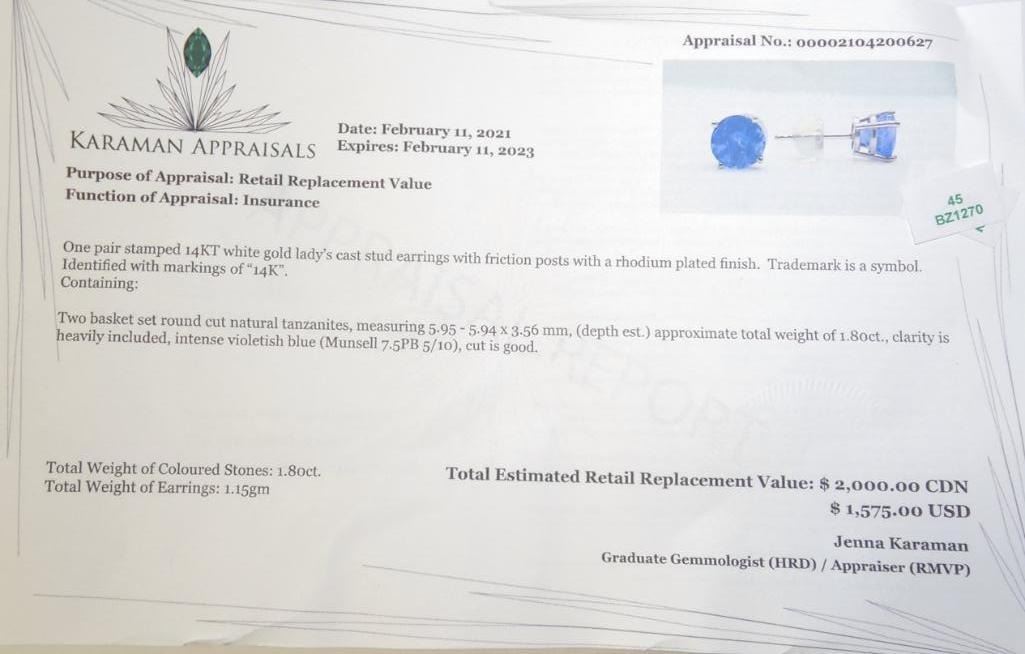 Appraisal No.: 00002104200627
KARAMAN APPRAISALS
Date: February 11, 2021
Expires: February 11, 2023
Purpose of Appraisal: Retail Replacement Value
Function of Appraisal: Insurance
45
BZ1270
One pair stamped 14KT white gold lady's cast stud earrings with friction posts with a rhodium plated finish. Trademark is a symbol.
Identified with markings of "14K".
Containing:
Two basket set round cut natural tanzanites, measuring 5.95 - 5.94 x 3.56 mm, (depth est.) approximate total weight of 1.80ct., clarity is
heavily included, intense violetish blue (Munsell 7.5PB 5/10), cut is good.
APPRAISAL REPORT
Total Weight of Coloured Stones: 1.80ct.
Total Weight of Earrings: 1.15gm
Total Estimated Retail Replacement Value: $ 2,000.00 CDN
$ 1,575.00 USD
Jenna Karaman
Graduate Gemmologist (HRD) / Appraiser (RMVP)